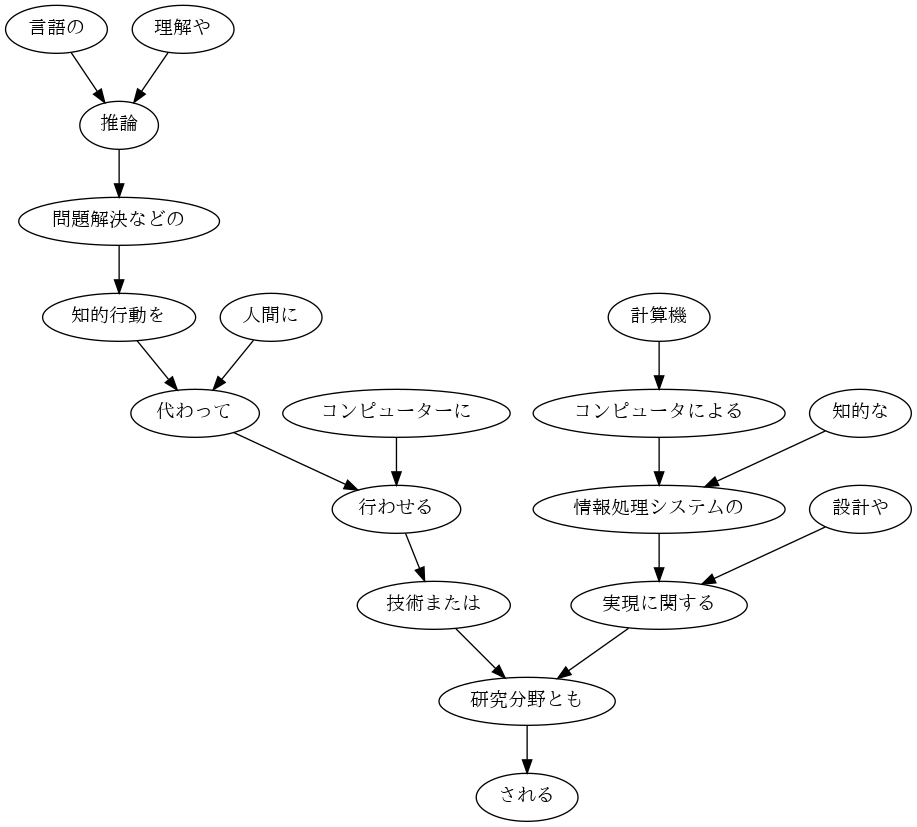 言語の
理解や
推論
問題解決などの
知的行動を
人間に
計算機
代わって
コンピューターに
コンピュータによる
知的な
行わせる
情報処理システムの
設計や
技術または
実現に関する
研究分野とも
される